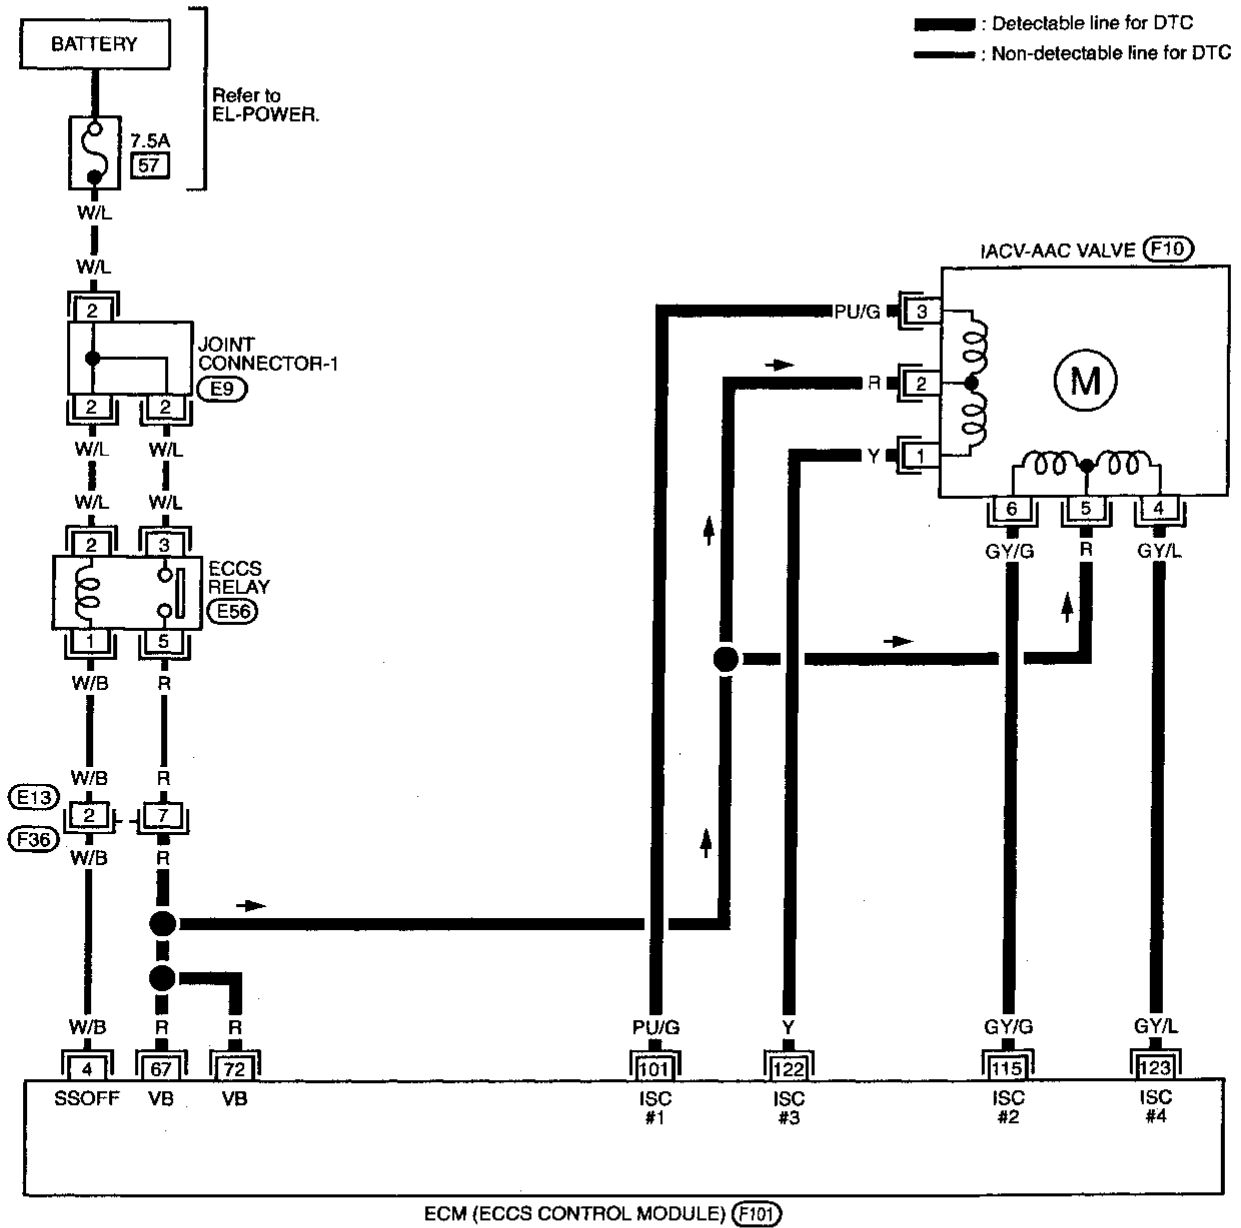 : Detectable line for DTC
: Non-detectable line for DTC
BATTERY
Refer to
EL-POWER.
7.5A
57
W/L
W/L
2
JOINT
CONNECTOR-1
E9
2 2
W/L W/L
W/L W/L
2 3
ECCS
RELAY
E56
1 5
W/B R
W/B R
E13
2 7
F36
W/B R
IACV-AAC VALVE F10
PU/G 3
R 2
M
Y 1
6 5 4
GY/G R GY/L
W/B R R PU/G Y GY/G GY/L
4 67 72 101 122 115 123
SSOFF VB VB ISC ISC ISC ISC
#1 #3 #2 #4
ECM (ECCS CONTROL MODULE) F101